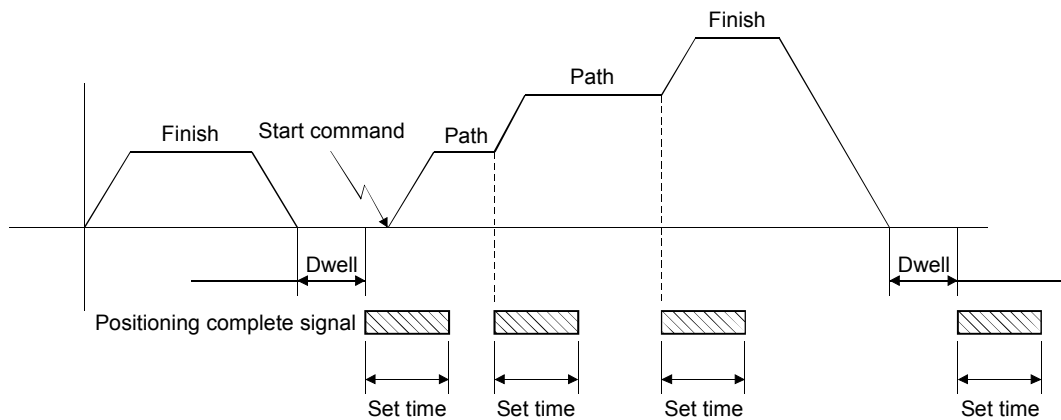 Finish
Path
Finish
Start command
Path
Dwell
Dwell
Positioning complete signal
Set time
Set time
Set time
Set time